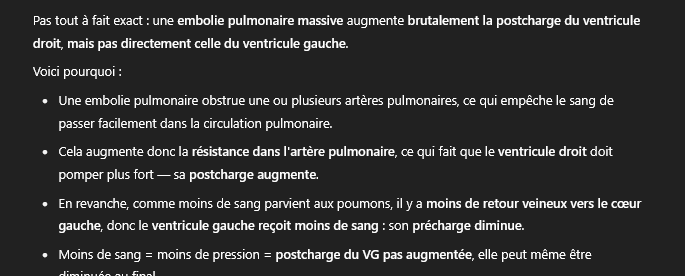 Pas tout à fait exact : une embolie pulmonaire massive augmente brutalement la postcharge du ventricule
droit, mais pas directement celle du ventricule gauche.
Voici pourquoi :
• Une embolie pulmonaire obstrue une ou plusieurs artères pulmonaires, ce qui empêche le sang de
passer facilement dans la circulation pulmonaire.
• Cela augmente donc la résistance dans l'artère pulmonaire, ce qui fait que le ventricule droit doit
pomper plus fort — sa postcharge augmente.
• En revanche, comme moins de sang parvient aux poumons, il y a moins de retour veineux vers le cœur
gauche, donc le ventricule gauche reçoit moins de sang : son précharge diminue.
• Moins de sang = moins de pression = postcharge du VG pas augmentée, elle peut même être
diminuée au final